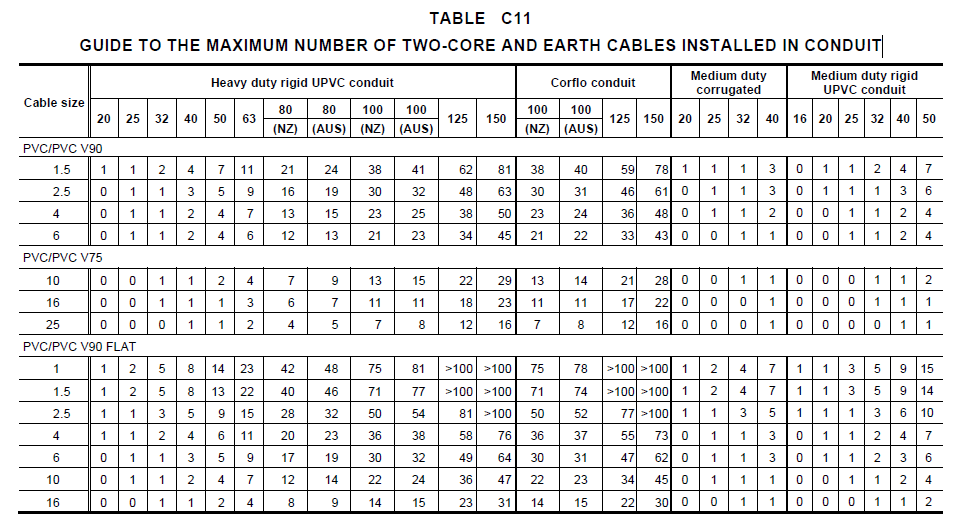 TABLE C11
GUIDE TO THE MAXIMUM NUMBER OF TWO-CORE AND EARTH CABLES INSTALLED IN CONDUIT
Cable size Heavy duty rigid UPVC conduit Corflo conduit Medium duty corrugated Medium duty rigid UPVC conduit
20 25 32 40 50 63 80 (NZ) 80 (AUS) 100 (NZ) 100 (AUS) 125 150 100 (NZ) 100 (AUS) 125 150 20 25 32 40 16 20 25 32 40 50
PVC/PVC V90
1.5 1 1 2 4 7 11 21 24 38 41 62 81 38 40 59 78 1 1 1 3 0 1 1 2 4 7
2.5 0 1 1 3 5 9 16 19 30 32 48 63 30 31 46 61 0 1 1 3 0 1 1 1 3 6
4 0 1 1 2 4 7 13 15 23 25 38 50 23 24 36 48 0 1 1 2 0 0 1 1 2 4
6 0 1 1 2 4 6 12 13 21 23 34 45 21 22 33 43 0 0 1 1 0 0 1 1 2 4
PVC/PVC V75
10 0 0 1 1 2 4 7 9 13 15 22 29 13 14 21 28 0 0 1 1 0 0 0 1 1 2
16 0 0 1 1 1 3 6 7 11 11 18 23 11 11 17 22 0 0 0 1 0 0 0 1 1 1
25 0 0 0 1 1 2 4 5 7 8 12 16 7 8 12 16 0 0 0 1 0 0 0 0 1 1
PVC/PVC V90 FLAT
1 1 2 5 8 14 23 42 48 75 81 >100 >100 75 78 >100 >100 1 2 4 7 1 1 3 5 9 15
1.5 1 2 5 8 13 22 40 46 71 77 >100 >100 71 74 >100 >100 1 2 4 7 1 1 3 5 9 14
2.5 1 1 3 5 9 15 28 32 50 54 81 >100 50 52 77 >100 1 1 3 5 1 1 1 3 6 10
4 1 1 2 4 6 11 20 23 36 38 58 76 36 37 55 73 0 1 1 3 0 1 1 2 4 7
6 0 1 1 3 5 9 17 19 30 32 49 64 30 31 47 62 0 1 1 3 0 1 1 2 3 6
10 0 1 1 2 4 7 12 14 22 24 36 47 22 23 34 45 0 1 1 1 0 0 1 1 2 4
16 0 0 1 1 2 4 8 9 14 15 23 31 14 15 22 30 0 0 1 1 0 0 0 1 1 2